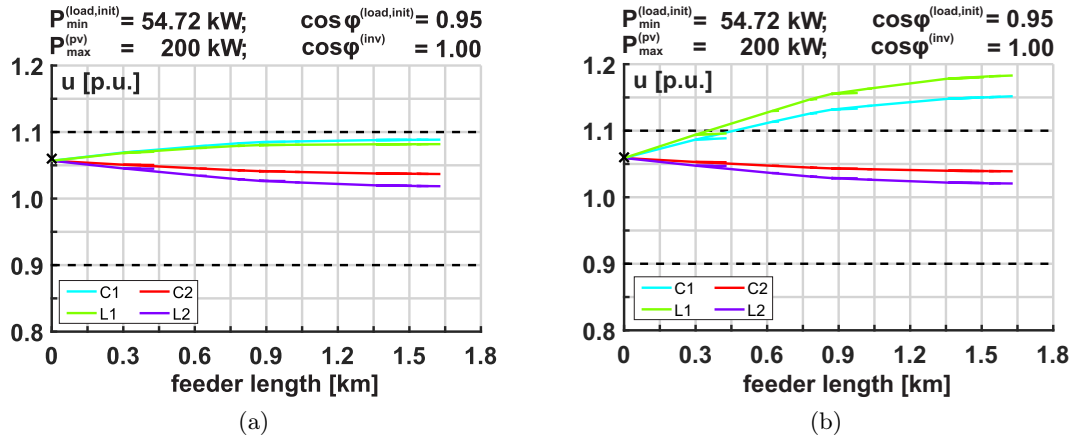 P_min^(load,init) = 54.72 kW; cosφ^(load,init) = 0.95
P_max^(pv) = 200 kW; cosφ^(inv) = 1.00
u [p.u.]
1.2
1.1
1.0
0.9
0.8
C1 C2
L1 L2
0 0.3 0.6 0.9 1.2 1.5 1.8
feeder length [km]
(a)
P_min^(load,init) = 54.72 kW; cosφ^(load,init) = 0.95
P_max^(pv) = 200 kW; cosφ^(inv) = 1.00
u [p.u.]
1.2
1.1
1.0
0.9
0.8
C1 C2
L1 L2
0 0.3 0.6 0.9 1.2 1.5 1.8
feeder length [km]
(b)